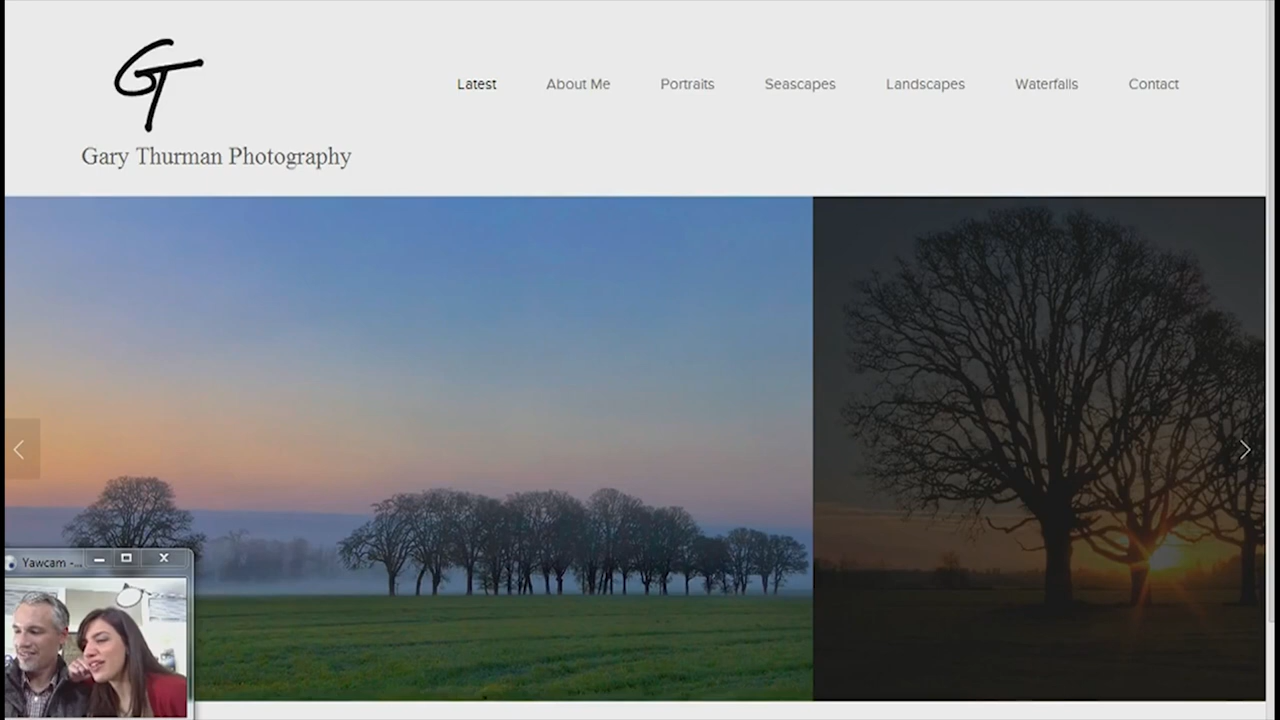 GT
Latest About Me Portraits Seascapes Landscapes Waterfalls Contact
Gary Thurman Photography
Yawcam -...